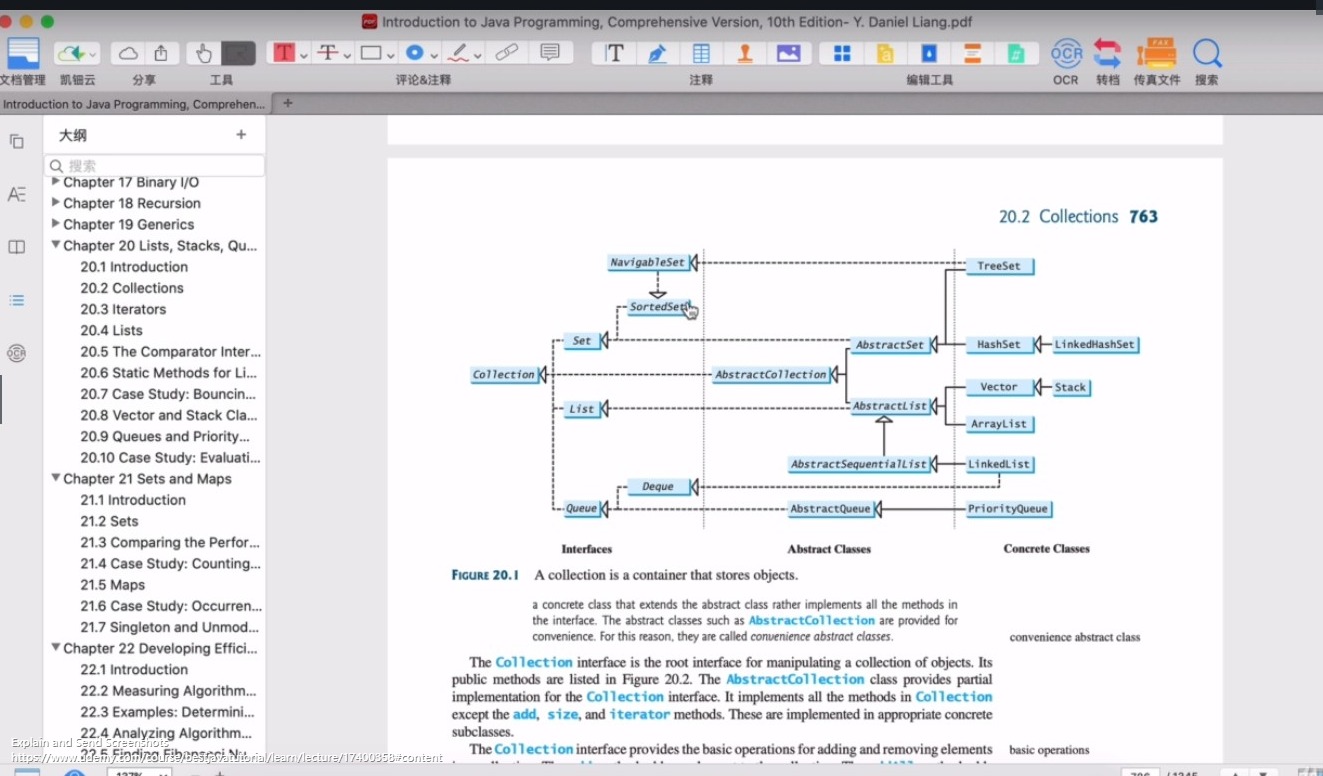 Introduction to Java Programming, Comprehensive Version, 10th Edition- Y. Daniel Liang.pdf
文档管理 凯钿云 分享 工具 评论&注释 注释 编辑工具 OCR 转档 传真文件 搜索
Introduction to Java Programming, Comprehen...
大纲
搜索
Chapter 17 Binary I/O
Chapter 18 Recursion
Chapter 19 Generics
Chapter 20 Lists, Stacks, Qu...
20.1 Introduction
20.2 Collections
20.3 Iterators
20.4 Lists
20.5 The Comparator Inter...
20.6 Static Methods for Li...
20.7 Case Study: Bouncin...
20.8 Vector and Stack Cla...
20.9 Queues and Priority...
20.10 Case Study: Evaluati...
Chapter 21 Sets and Maps
21.1 Introduction
21.2 Sets
21.3 Comparing the Perfor...
21.4 Case Study: Counting...
21.5 Maps
21.6 Case Study: Occurren...
21.7 Singleton and Unmod...
Chapter 22 Developing Effici...
22.1 Introduction
22.2 Measuring Algorithm...
22.3 Examples: Determini...
22.4 Analyzing Algorithm...
22.5 Finding Fibonacci Nu...
20.2 Collections 763
NavigableSet TreeSet
SortedSet
Set AbstractSet HashSet LinkedHashSet
Collection AbstractCollection
Vector Stack
List AbstractList
ArrayList
AbstractSequentialList LinkedList
Deque
Queue AbstractQueue PriorityQueue
Interfaces Abstract Classes Concrete Classes
FIGURE 20.1 A collection is a container that stores objects.
a concrete class that extends the abstract class rather implements all the methods in
the interface. The abstract classes such as AbstractCollection are provided for
convenience. For this reason, they are called convenience abstract classes.
convenience abstract class
The Collection interface is the root interface for manipulating a collection of objects. Its
public methods are listed in Figure 20.2. The AbstractCollection class provides partial
implementation for the Collection interface. It implements all the methods in Collection
except the add, size, and iterator methods. These are implemented in appropriate concrete
subclasses.
The Collection interface provides the basic operations for adding and removing elements
basic operations
Explain and Send Screenshots
https://www.udemy.com/course/bestjavatutorial/learn/lecture/17400358#content